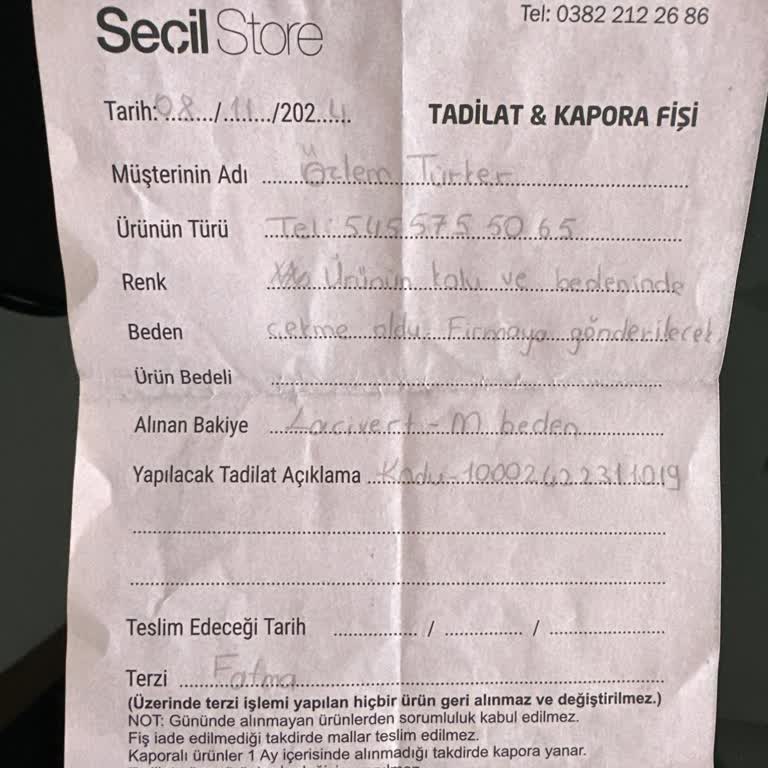 Secil Store
Tel: 0382 212 26 86
Tarih: 08.../.11.../2024.
TADİLAT & KAPORA FİŞİ
Müşterinin Adı Özlem Türker
Ürünün Türü Tel: 545 575 50 65
Renk Ürünün kolu ve bedeninde
Beden çekme oldu. Firmaya gönderilecek
Ürün Bedeli
Alınan Bakiye Lacivert - M beden
Yapılacak Tadilat Açıklama Kodu - 10002422311019
Teslim Edeceği Tarih ............... / .............. / ....................
Terzi Fatma
(Üzerinde terzi işlemi yapılan hiçbir ürün geri alınmaz ve değiştirilmez.)
NOT: Gününde alınmayan ürünlerden sorumluluk kabul edilmez.
Fiş iade edilmediği takdirde mallar teslim edilmez.
Kaporalı ürünler 1 Ay içerisinde alınmadığı takdirde kapora yanar.